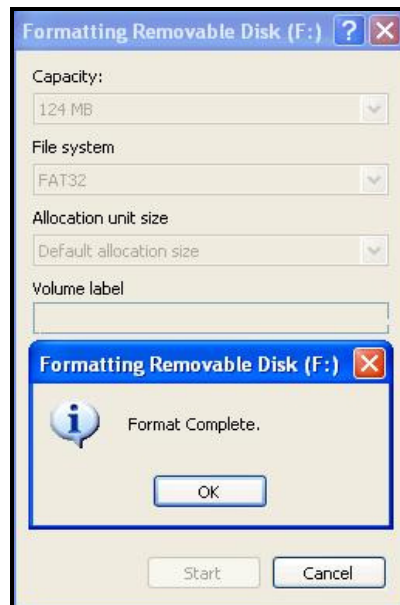 Formatting Removable Disk (F:)
Capacity:
124 MB
File system
FAT32
Allocation unit size
Default allocation size
Volume label
Formatting Removable Disk (F:)
Format Complete.
OK
Start Cancel